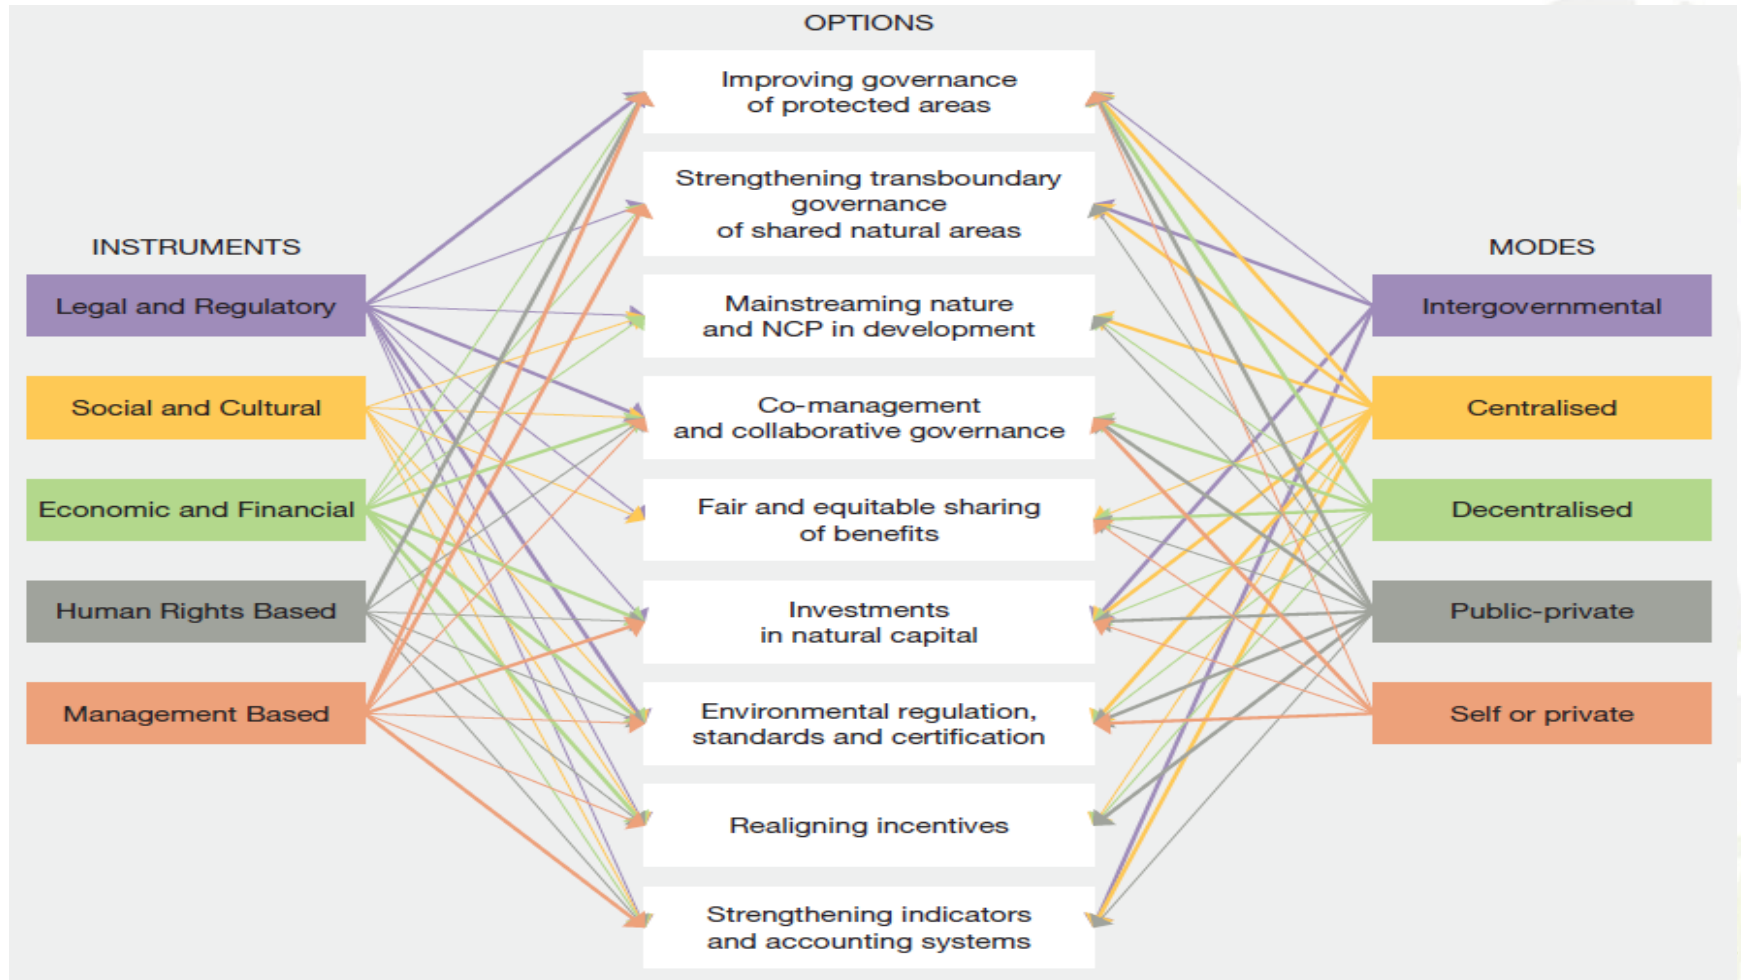 OPTIONS
Improving governance
of protected areas
Strengthening transboundary
governance
of shared natural areas
INSTRUMENTS
MODES
Legal and Regulatory
Mainstreaming nature
and NCP in development
Intergovernmental
Social and Cultural
Co-management
and collaborative governance
Centralised
Economic and Financial
Fair and equitable sharing
of benefits
Decentralised
Human Rights Based
Investments
in natural capital
Public-private
Management Based
Environmental regulation,
standards and certification
Self or private
Realigning incentives
Strengthening indicators
and accounting systems